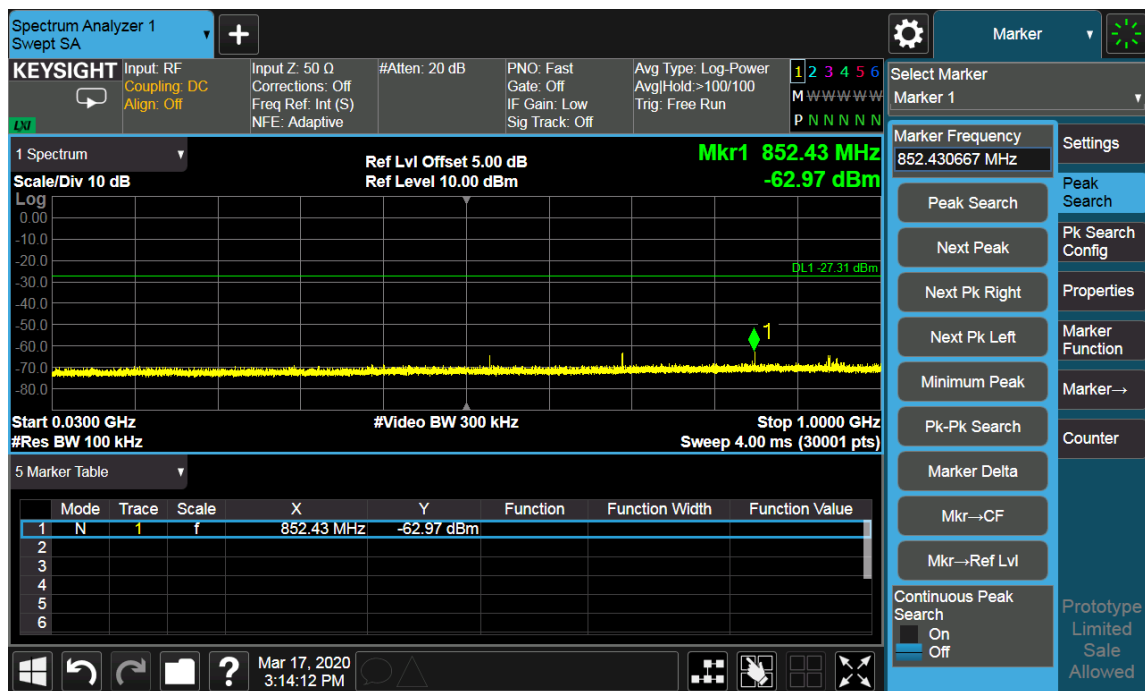 Spectrum Analyzer 1
Swept SA
Marker
KEYSIGHT
LXI
Input: RF
Coupling: DC
Align: Off
Input Z: 50 Ω
Corrections: Off
Freq Ref: Int (S)
NFE: Adaptive
#Atten: 20 dB
PNO: Fast
Gate: Off
IF Gain: Low
Sig Track: Off
Avg Type: Log-Power
Avg|Hold:>100/100
Trig: Free Run
1 2 3 4 5 6
M W W W W W
P N N N N N
Select Marker
Marker 1
1 Spectrum
Scale/Div 10 dB
Ref Lvl Offset 5.00 dB
Ref Level 10.00 dBm
Mkr1 852.43 MHz
-62.97 dBm
Log
0.00
-10.0
-20.0
-30.0
-40.0
-50.0
-60.0
-70.0
-80.0
DL1 -27.31 dBm
1
Start 0.0300 GHz
#Res BW 100 kHz
#Video BW 300 kHz
Stop 1.0000 GHz
Sweep 4.00 ms (30001 pts)
5 Marker Table
Mode Trace Scale X Y Function Function Width Function Value
1 N 1 f 852.43 MHz -62.97 dBm
2
3
4
5
6
Marker Frequency
852.430667 MHz
Peak Search
Next Peak
Next Pk Right
Next Pk Left
Minimum Peak
Pk-Pk Search
Marker Delta
Mkr→CF
Mkr→Ref Lvl
Continuous Peak
Search
On
Off
Settings
Peak
Search
Pk Search
Config
Properties
Marker
Function
Marker→
Counter
Prototype
Limited
Sale
Allowed
?
Mar 17, 2020
3:14:12 PM